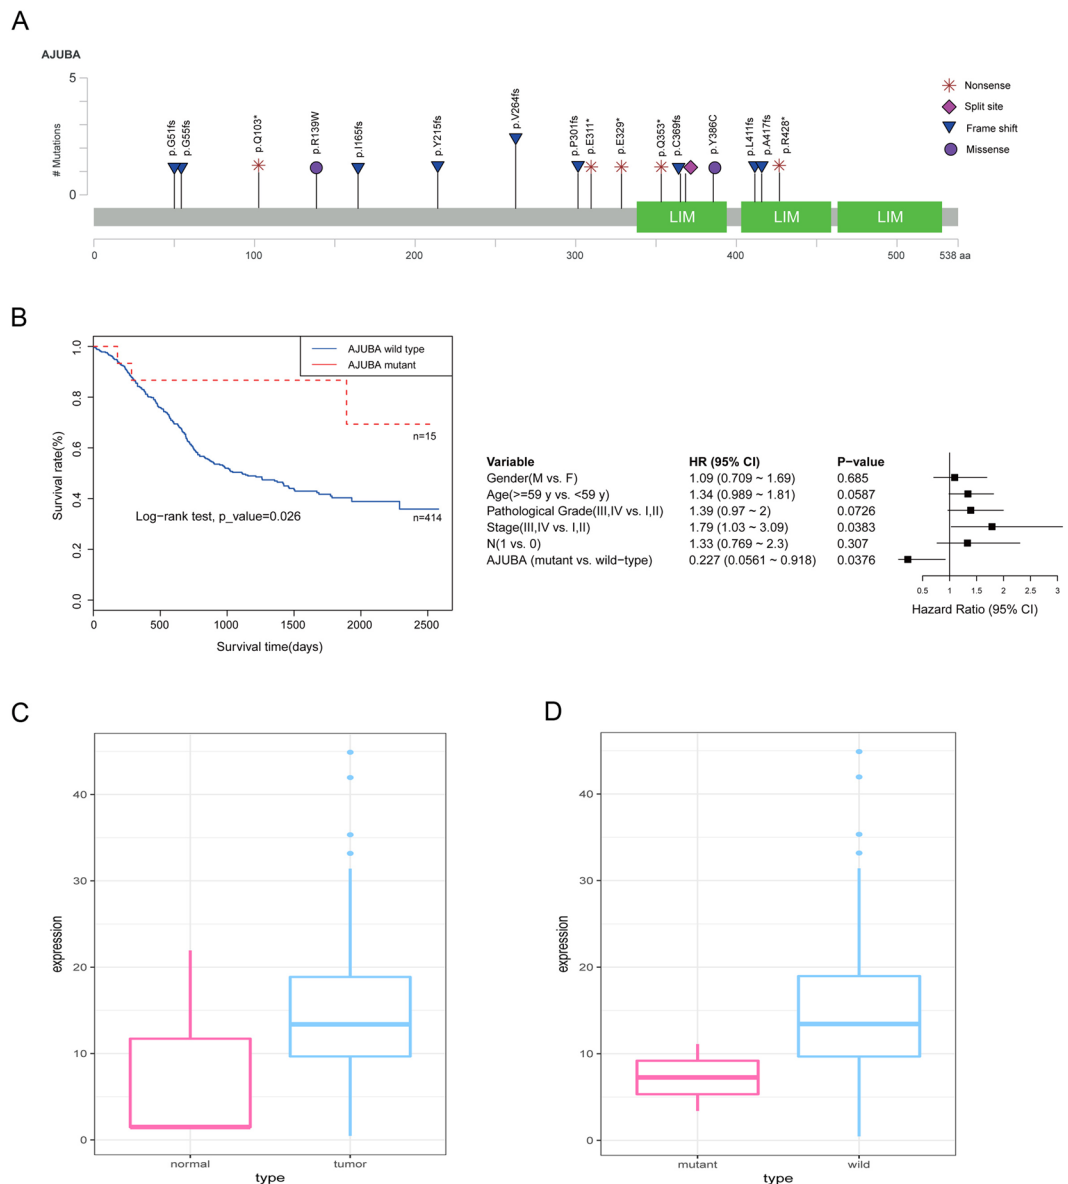 A
AJUBA
# Mutations
5
0
p.G51fs
p.G55fs
p.Q103*
p.R139W
p.I165fs
p.Y215fs
p.V264fs
p.P301fs
p.E311*
p.E329*
p.Q353*
p.C369fs
p.Y386C
p.L411fs
p.A417fs
p.R428*
Nonsense
Split site
Frame shift
Missense
LIM LIM LIM
0 100 200 300 400 500 538 aa
B
AJUBA wild type
AJUBA mutant
Survival rate(%)
1.0
0.8
0.6
0.4
0.2
0.0
n=15
n=414
Log-rank test, p_value=0.026
0 500 1000 1500 2000 2500
Survival time(days)
Variable HR (95% CI) P−value
Gender(M vs. F) 1.09 (0.709 ~ 1.69) 0.685
Age(>=59 y vs. <59 y) 1.34 (0.989 ~ 1.81) 0.0587
Pathological Grade(III,IV vs. I,II) 1.39 (0.97 ~ 2) 0.0726
Stage(III,IV vs. I,II) 1.79 (1.03 ~ 3.09) 0.0383
N(1 vs. 0) 1.33 (0.769 ~ 2.3) 0.307
AJUBA (mutant vs. wild−type) 0.227 (0.0561 ~ 0.918) 0.0376
0.5 1 1.5 2 2.5 3
Hazard Ratio (95% CI)
C
expression
40
30
20
10
0
normal tumor
type
D
expression
40
30
20
10
0
mutant wild
type